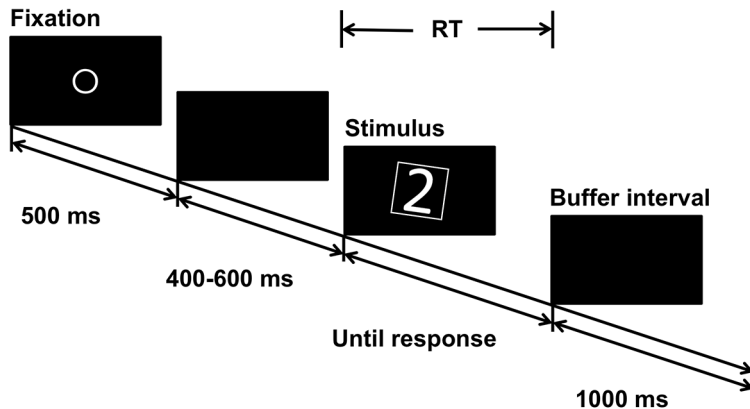 Fixation
RT
Stimulus
2
Buffer interval
500 ms
400-600 ms
Until response
1000 ms